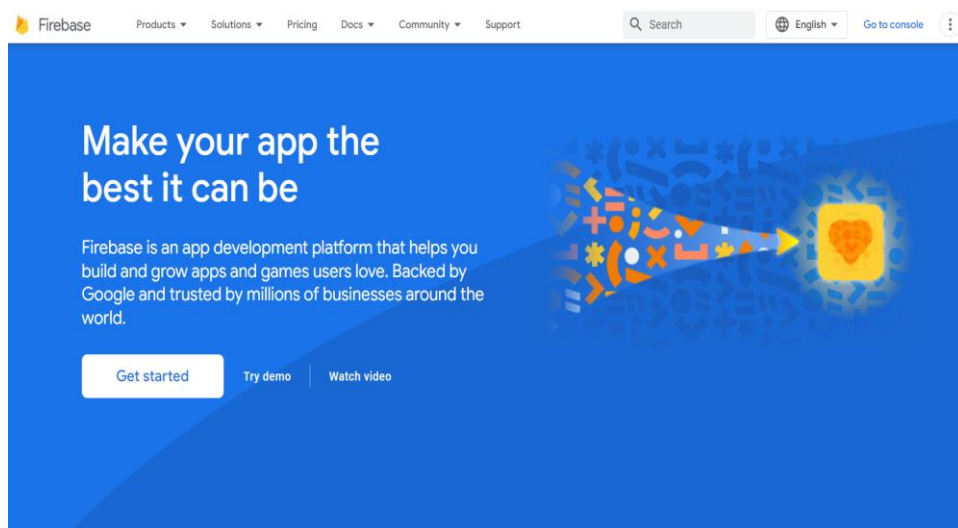 Firebase Products Solutions Pricing Docs Community Support Search English Go to console
Make your app the
best it can be
Firebase is an app development platform that helps you
build and grow apps and games users love. Backed by
Google and trusted by millions of businesses around the
world.
Get started Try demo Watch video